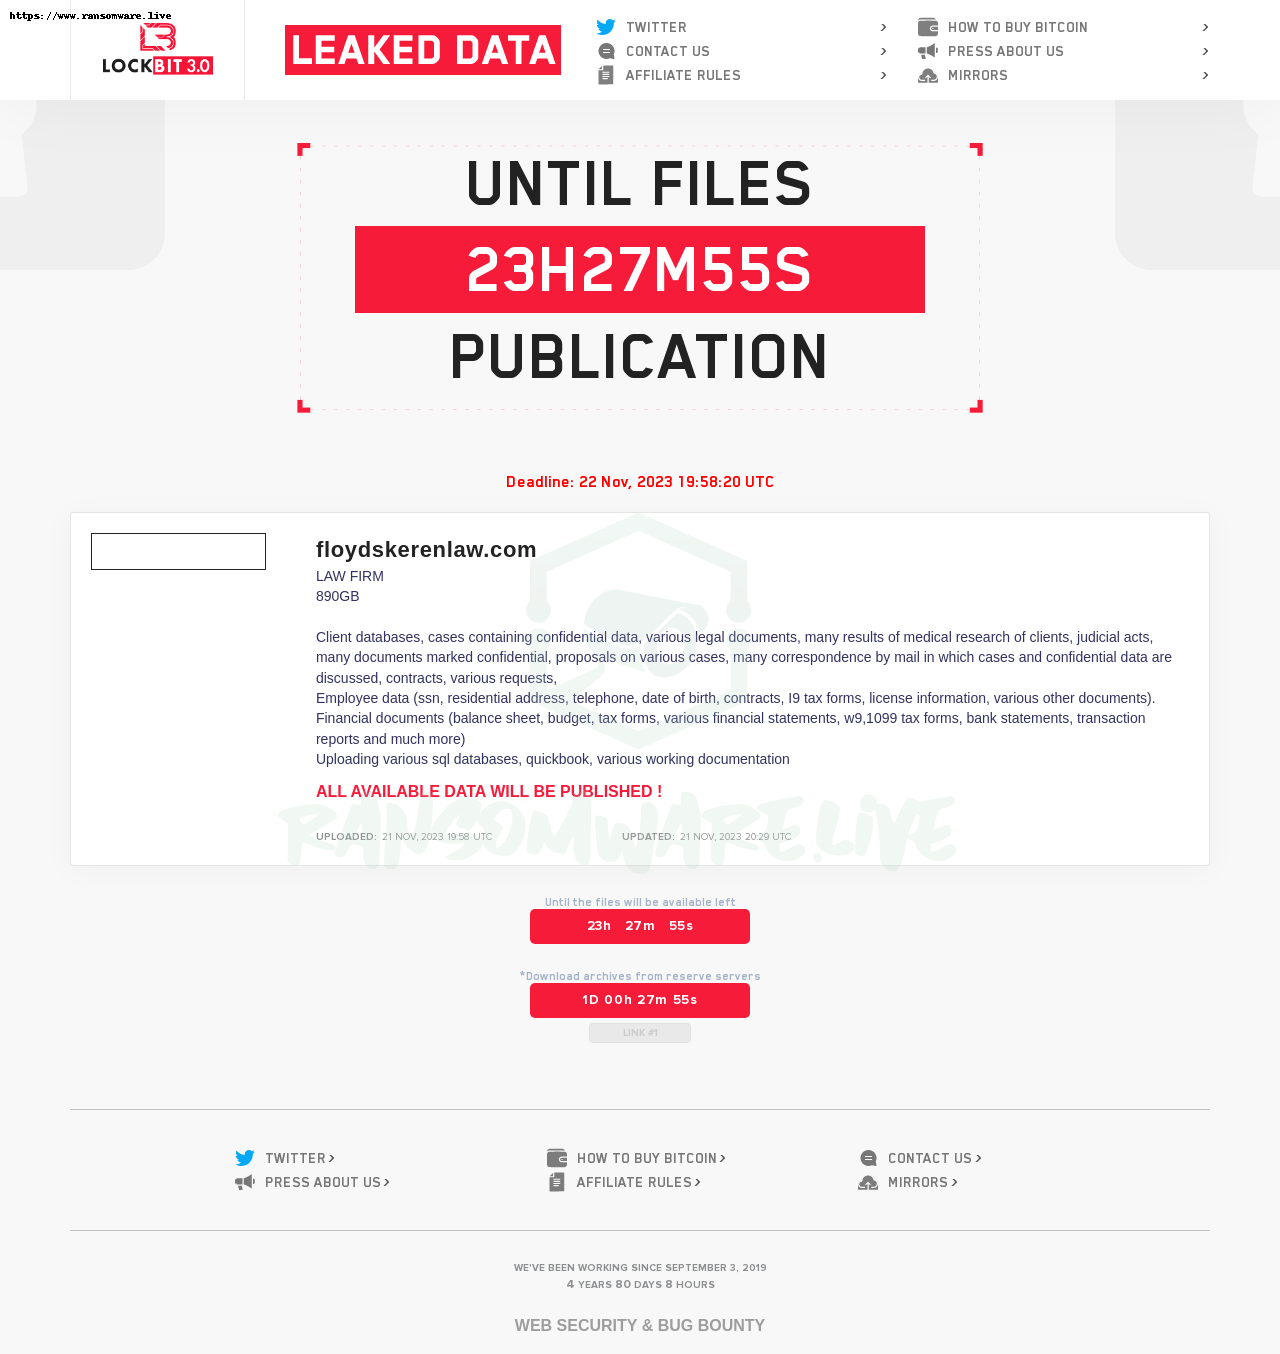 https://www.ransomware.live
LOCKBIT 3.0
LEAKED DATA
TWITTER
CONTACT US
AFFILIATE RULES
HOW TO BUY BITCOIN
PRESS ABOUT US
MIRRORS
UNTIL FILES
23H27M55S
PUBLICATION
Deadline: 22 Nov, 2023 19:58:20 UTC
floydskerenlaw.com
LAW FIRM
890GB
Client databases, cases containing confidential data, various legal documents, many results of medical research of clients, judicial acts,
many documents marked confidential, proposals on various cases, many correspondence by mail in which cases and confidential data are
discussed, contracts, various requests,
Employee data (ssn, residential address, telephone, date of birth, contracts, I9 tax forms, license information, various other documents).
Financial documents (balance sheet, budget, tax forms, various financial statements, w9,1099 tax forms, bank statements, transaction
reports and much more)
Uploading various sql databases, quickbook, various working documentation
ALL AVAILABLE DATA WILL BE PUBLISHED !
RANSOMWARE.LIVE
UPLOADED: 21 NOV, 2023 19:58 UTC
UPDATED: 21 NOV, 2023 20:29 UTC
Until the files will be available left
23h 27m 55s
*Download archives from reserve servers
1D 00h 27m 55s
LINK #1
TWITTER
HOW TO BUY BITCOIN
CONTACT US
PRESS ABOUT US
AFFILIATE RULES
MIRRORS
WE'VE BEEN WORKING SINCE SEPTEMBER 3, 2019
4 YEARS 80 DAYS 8 HOURS
WEB SECURITY & BUG BOUNTY